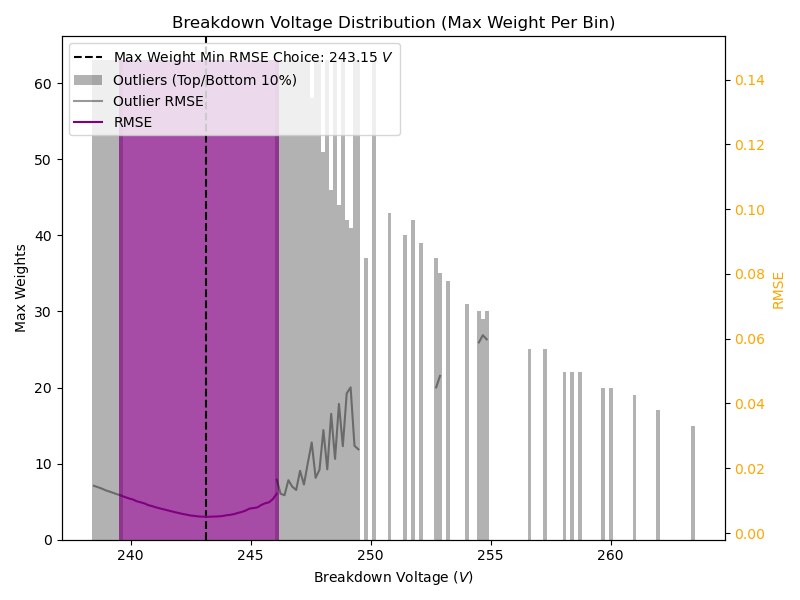 Breakdown Voltage Distribution (Max Weight Per Bin)
Max Weight Min RMSE Choice: 243.15 V
Outliers (Top/Bottom 10%)
Outlier RMSE
RMSE
Max Weights
60
50
40
30
20
10
0
0.14
0.12
0.10
0.08
0.06
0.04
0.02
0.00
RMSE
240
245
250
255
260
Breakdown Voltage (V)